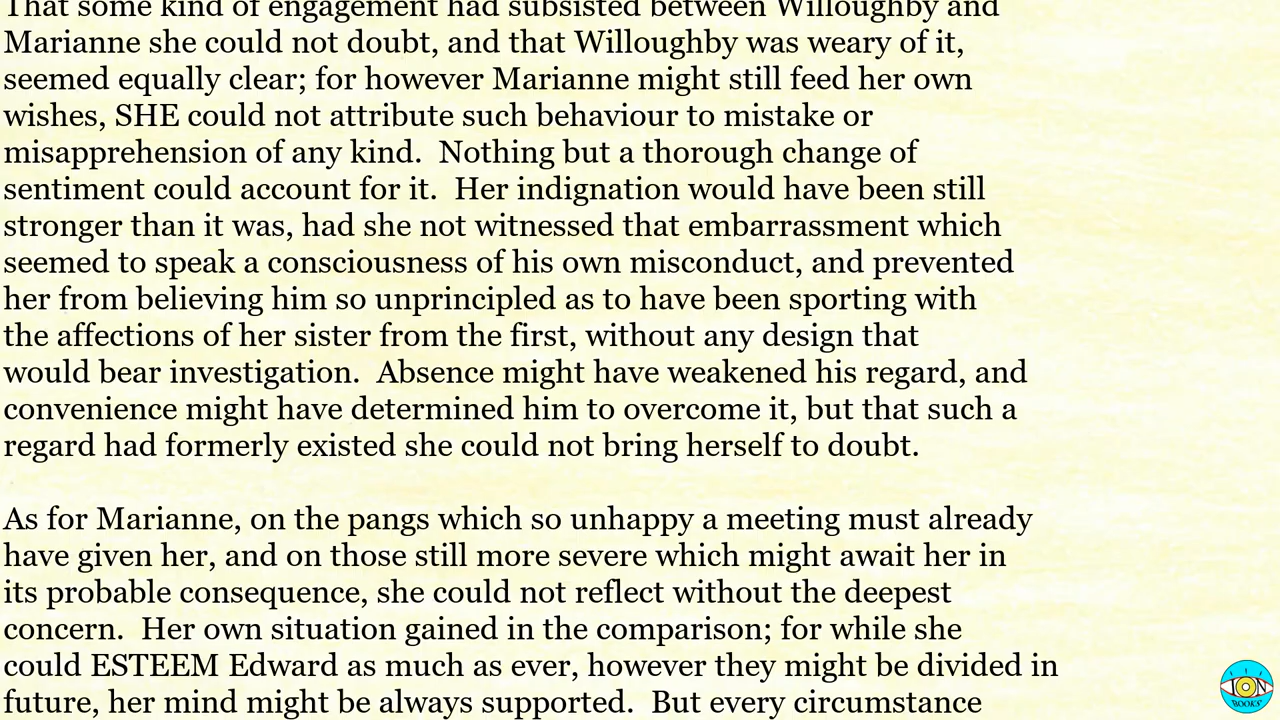 That some kind of engagement had subsisted between Willoughby and
Marianne she could not doubt, and that Willoughby was weary of it,
seemed equally clear; for however Marianne might still feed her own
wishes, SHE could not attribute such behaviour to mistake or
misapprehension of any kind.  Nothing but a thorough change of
sentiment could account for it.  Her indignation would have been still
stronger than it was, had she not witnessed that embarrassment which
seemed to speak a consciousness of his own misconduct, and prevented
her from believing him so unprincipled as to have been sporting with
the affections of her sister from the first, without any design that
would bear investigation.  Absence might have weakened his regard, and
convenience might have determined him to overcome it, but that such a
regard had formerly existed she could not bring herself to doubt.

As for Marianne, on the pangs which so unhappy a meeting must already
have given her, and on those still more severe which might await her in
its probable consequence, she could not reflect without the deepest
concern.  Her own situation gained in the comparison; for while she
could ESTEEM Edward as much as ever, however they might be divided in
future, her mind might be always supported.  But every circumstance
ION
BOOKS